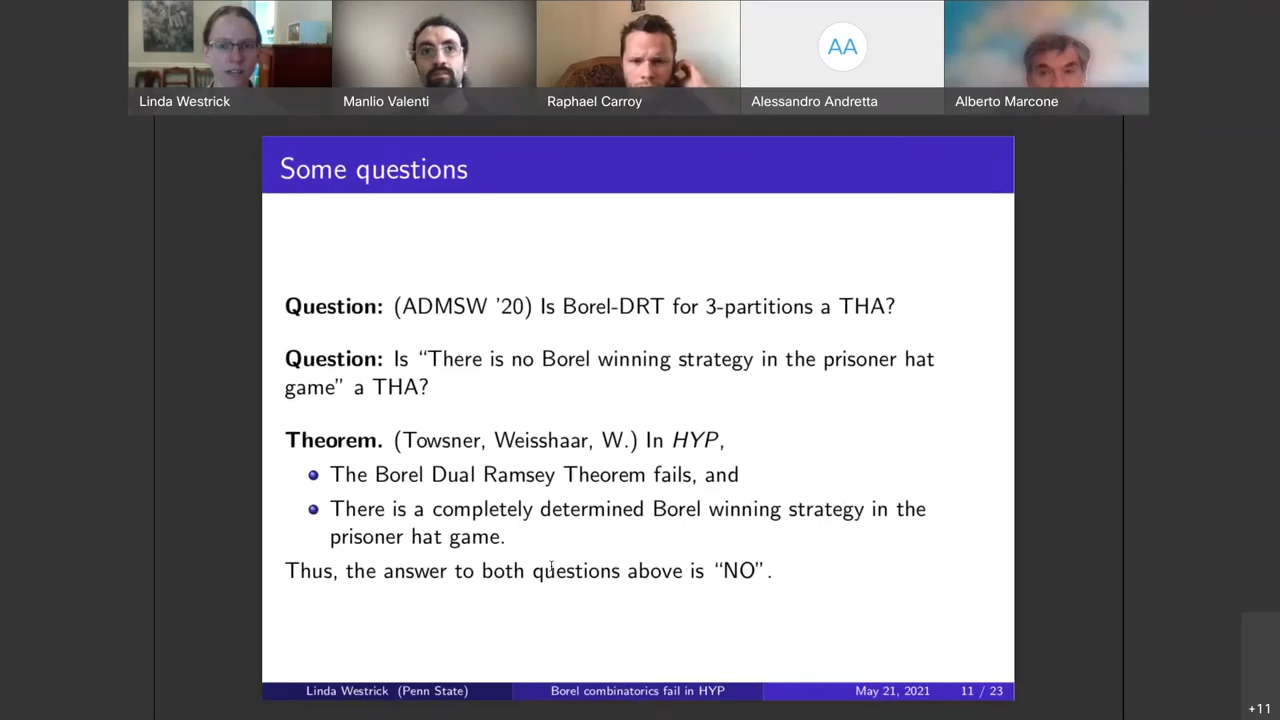 Linda Westrick
Manlio Valenti
Raphael Carroy
AA
Alessandro Andretta
Alberto Marcone
Some questions
Question: (ADMSW '20) Is Borel-DRT for 3-partitions a THA?
Question: Is “There is no Borel winning strategy in the prisoner hat
game” a THA?
Theorem. (Towsner, Weisshaar, W.) In HYP,
The Borel Dual Ramsey Theorem fails, and
There is a completely determined Borel winning strategy in the
prisoner hat game.
Thus, the answer to both questions above is “NO”.
Linda Westrick (Penn State)
Borel combinatorics fail in HYP
May 21, 2021
11 / 23
+11